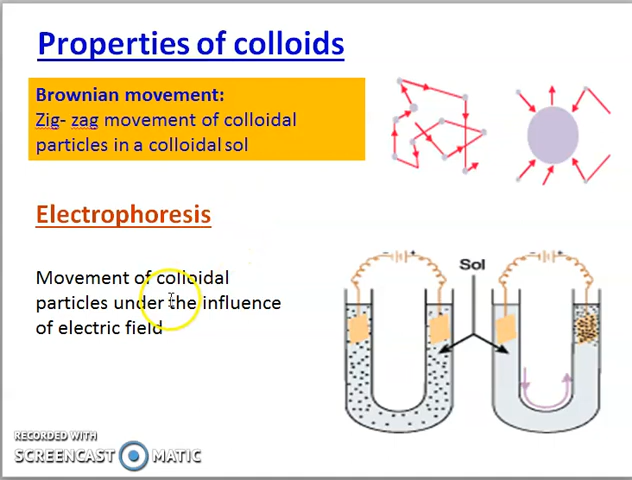 Properties of colloids
Brownian movement:
Zig- zag movement of colloidal
particles in a colloidal sol
Electrophoresis
Movement of colloidal
particles under the influence
of electric field
Sol
RECORDED WITH
SCREENCAST MATIC